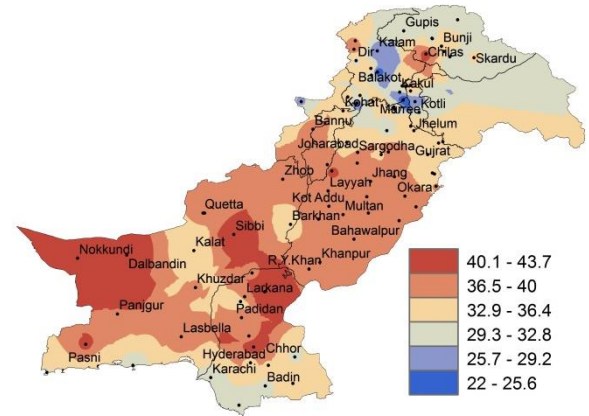 Gupis
Bunji
Kalam
Dir
Chilas
Skardu
Balakot
Kakul
Kohat
Murree
Kotli
Bannu
Jhelum
Joharabad
Sargodha
Gujrat
Zhob
Layyah
Jhang
Okara
Quetta
Kot Addu
Sibbi
Barkhan
Multan
Nokkundi
Kalat
Bahawalpur
Dalbandin
R.Y.Khan
Khanpur
Khuzdar
Larkana
Panjgur
Padidan
Lasbella
Pasni
Hyderabad
Chhor
Karachi
Badin
40.1 - 43.7
36.5 - 40
32.9 - 36.4
29.3 - 32.8
25.7 - 29.2
22 - 25.6